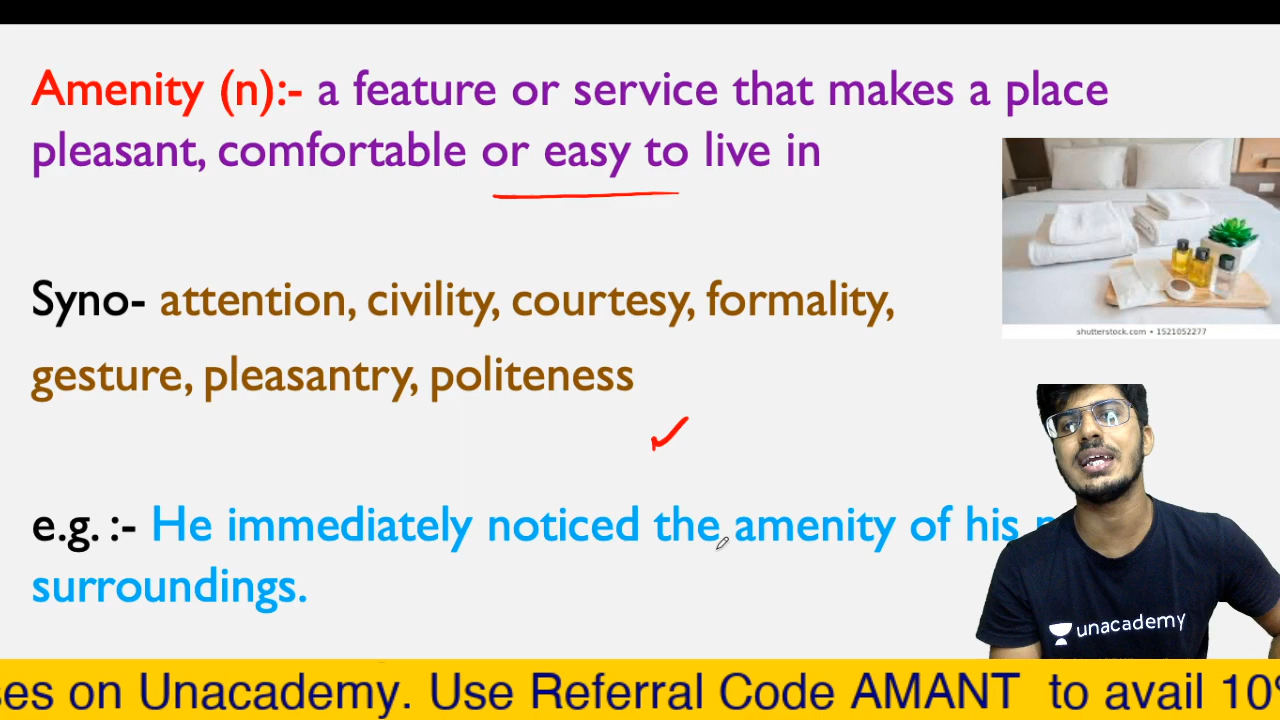 Amenity (n):- a feature or service that makes a place
pleasant, comfortable or easy to live in
shutterstock.com • 1521052277
Syno- attention, civility, courtesy, formality,
gesture, pleasantry, politeness
e.g. :- He immediately noticed the amenity of his
surroundings.
unacademy
on Unacademy. Use Referral Code AMANT to avail